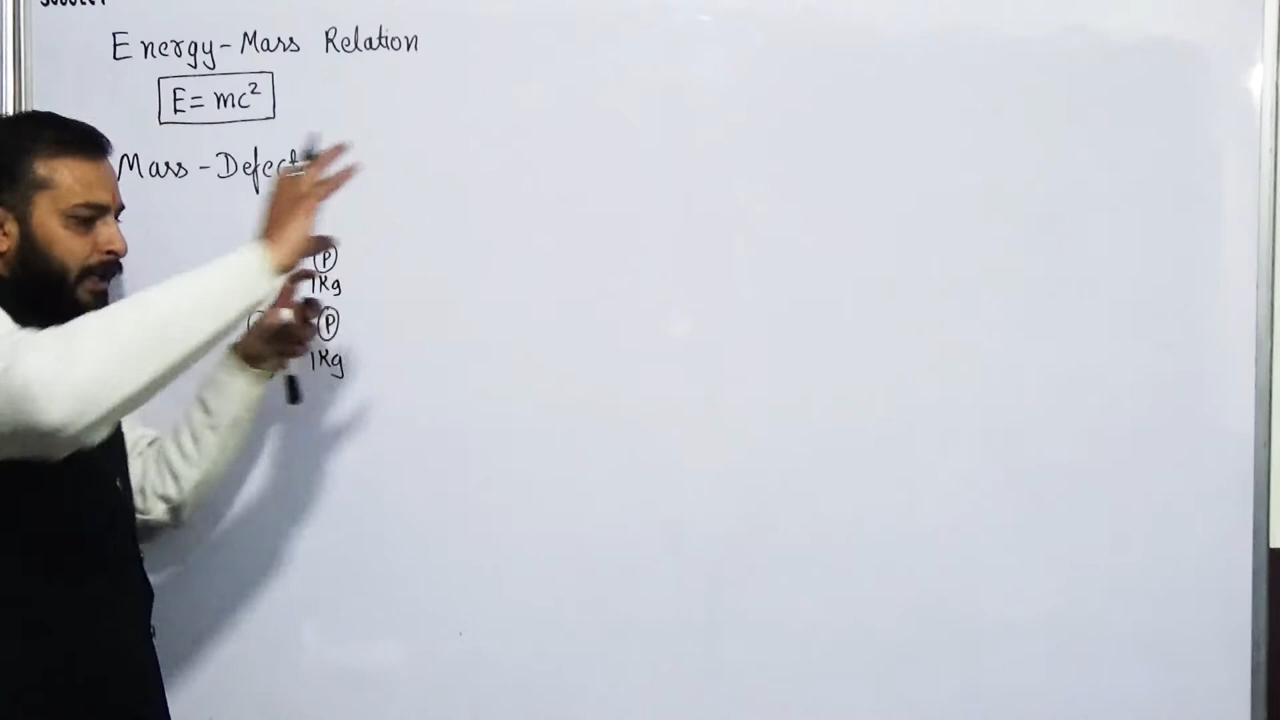 Energy-Mass Relation
E = mc²
Mass-Defect
P
1Kg
P
1Kg